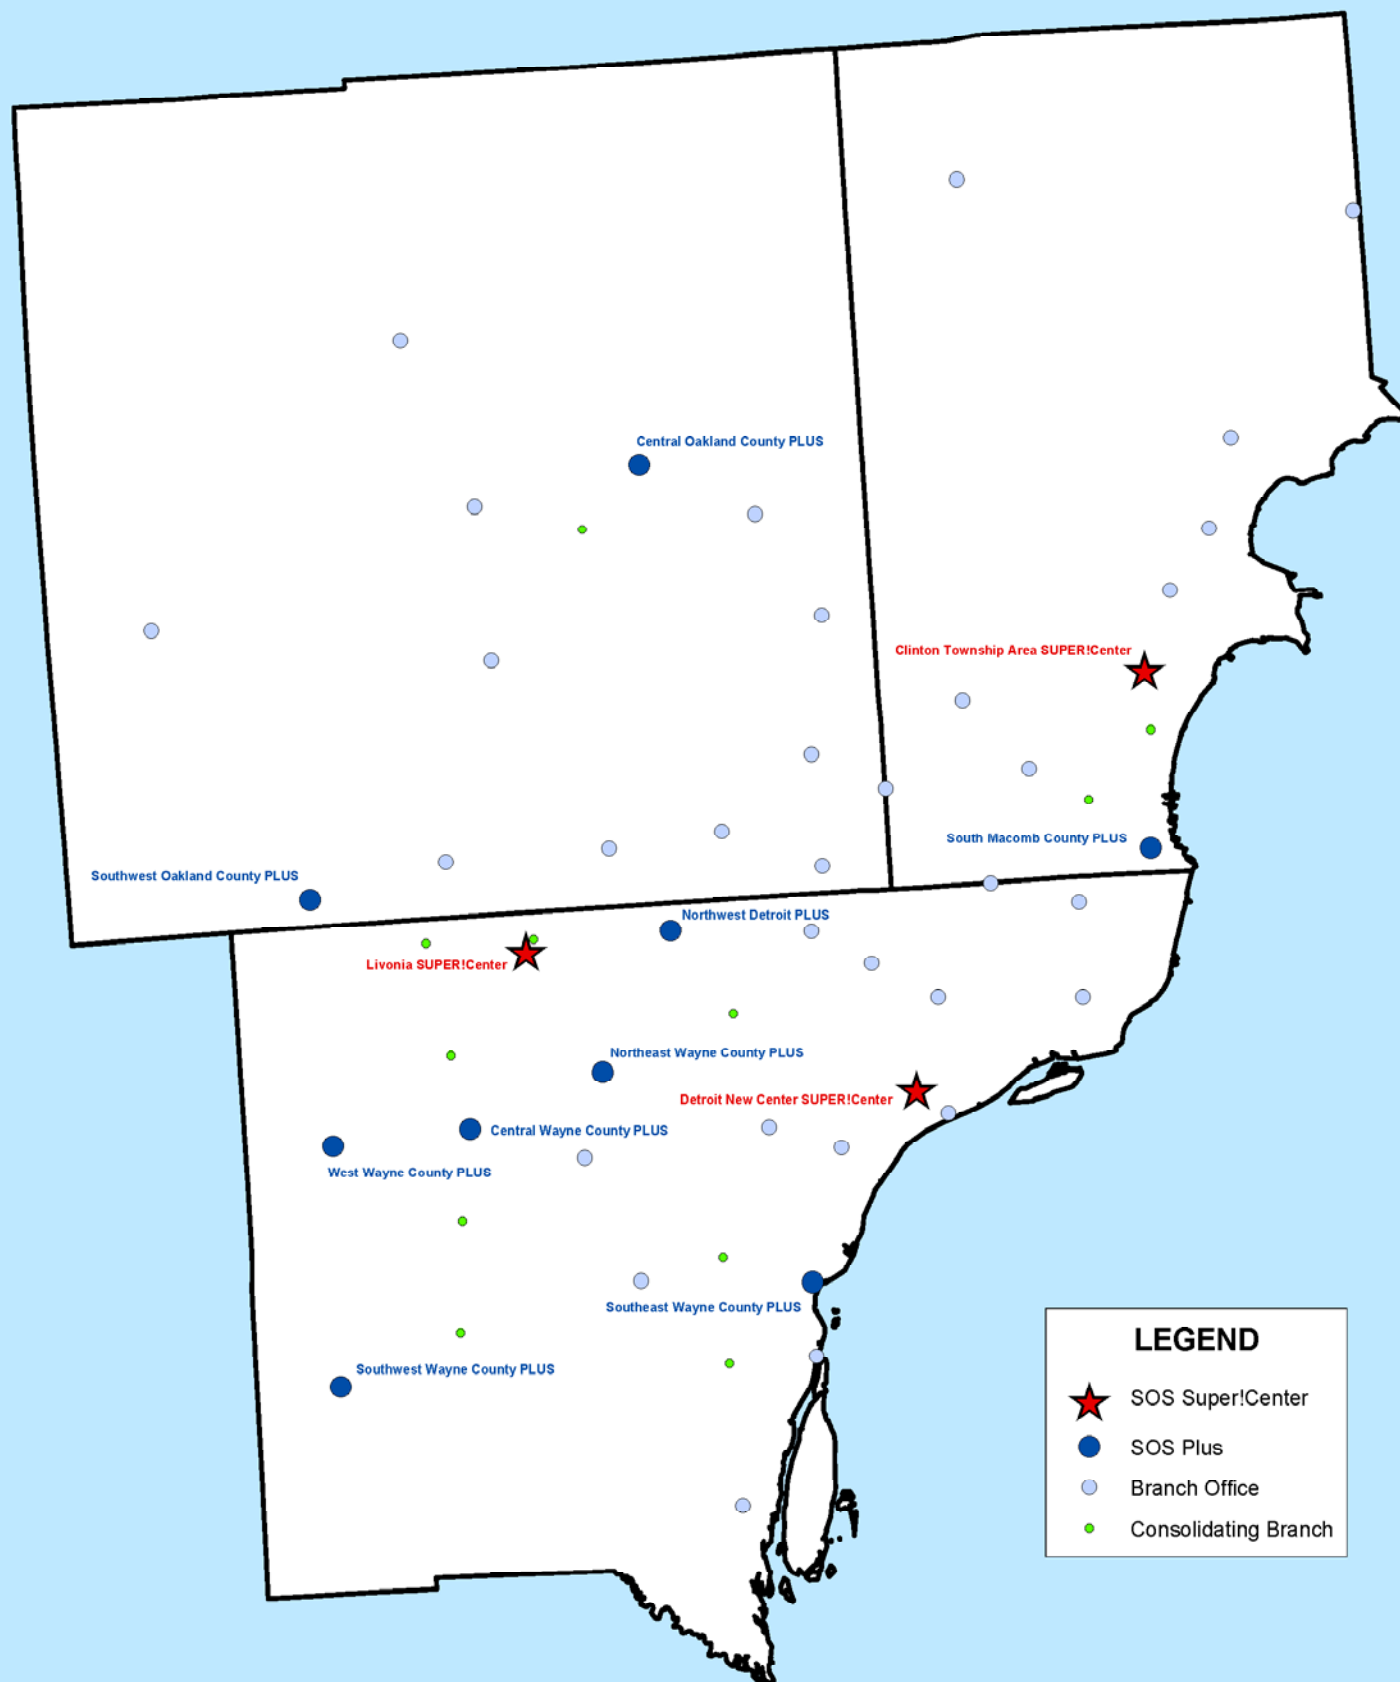 Central Oakland County PLUS
Clinton Township Area SUPER!Center
South Macomb County PLUS
Southwest Oakland County PLUS
Northwest Detroit PLUS
Livonia SUPER!Center
Northeast Wayne County PLUS
Detroit New Center SUPER!Center
Central Wayne County PLUS
West Wayne County PLUS
Southeast Wayne County PLUS
Southwest Wayne County PLUS
LEGEND
SOS Super!Center
SOS Plus
Branch Office
Consolidating Branch